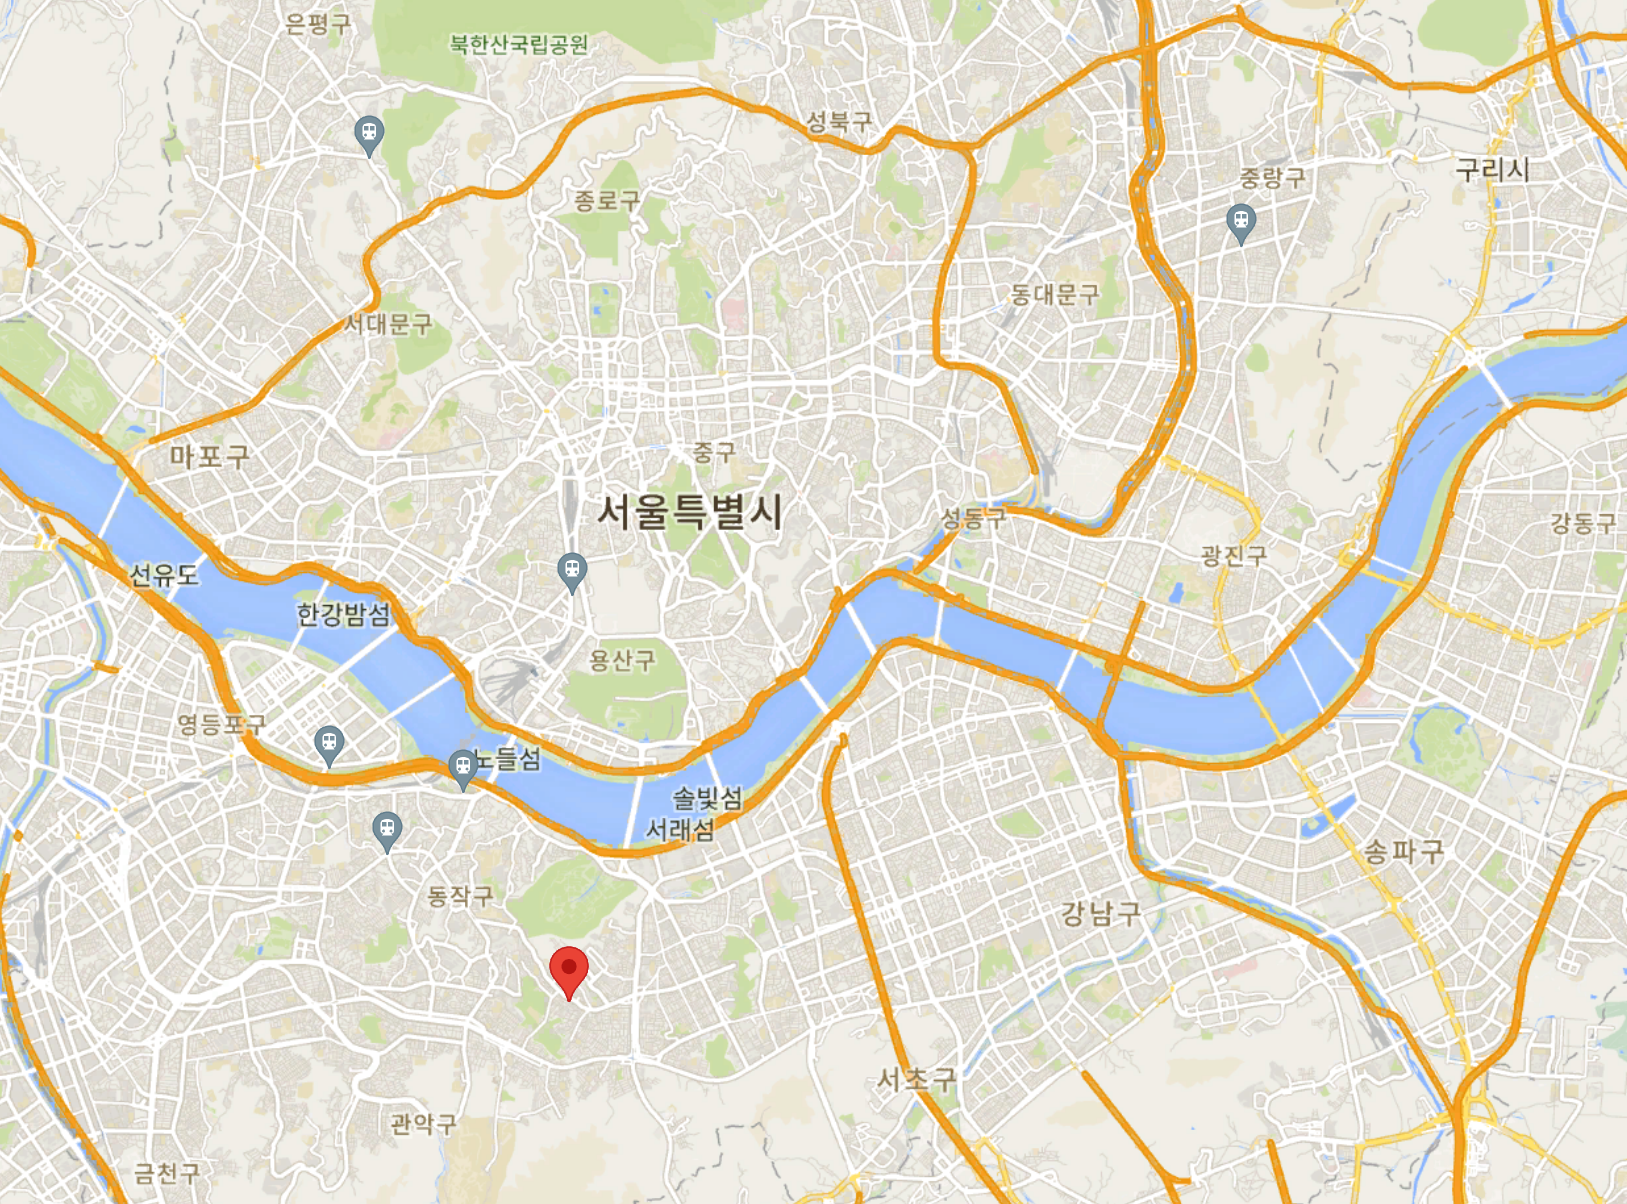 은평구
북한산국립공원
성북구
중랑구
구리시
종로구
동대문구
서대문구
마포구
중구
서울특별시
성동구
강동구
광진구
선유도
한강밤섬
용산구
영등포구
노들섬
솔빛섬
서래섬
송파구
동작구
강남구
서초구
관악구
금천구